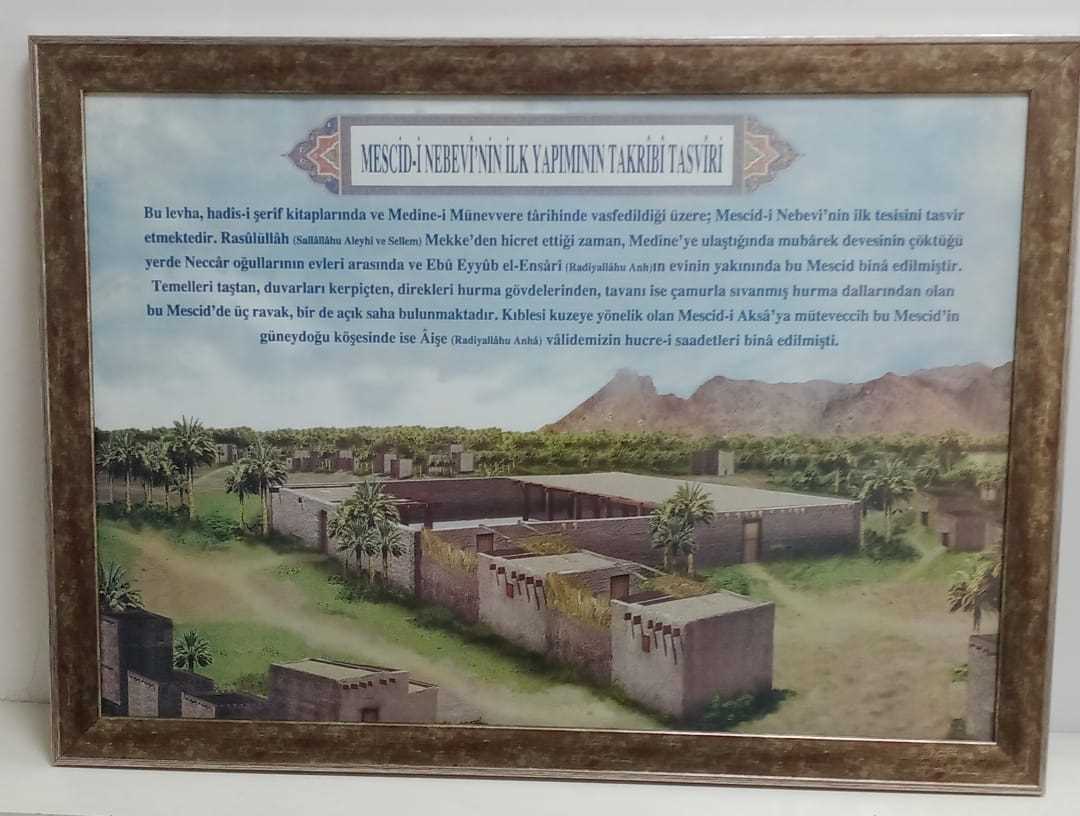 MESCİD-İ NEBEVÎ'NİN İLK YAPIMININ TAKRÎBÎ TASVÎRİ
Bu levha, hadîs-i şerif kitaplarında ve Medine-i Münevvere târihinde vasfedildiği üzere; Mescid-i Nebevi'nin ilk tesisini tasvir
etmektedir. Rasûlüllâh (Sallâllâhu Aleyhi ve Sellem) Mekke'den hicret ettiği zaman, Medîne'ye ulaştığında mubârek devesinin çöktüğü
yerde Neccâr oğullarının evleri arasında ve Ebû Eyyûb el-Ensârî (Radiyallâhu Anh)ın evinin yakınında bu Mescid binâ edilmiştir.
Temelleri taştan, duvarları kerpiçten, direkleri hurma gövdelerinden, tavanı ise çamurla sıvanmış hurma dallarından olan
bu Mescid'de üç ravak, bir de açık saha bulunmaktadır. Kıblesi kuzeye yönelik olan Mescid-i Aksâ'ya müteveccih bu Mescid'in
güneydoğu köşesinde ise Âişe (Radiyallâhu Anhâ) vâlidemizin hucre-i saadetleri binâ edilmişti.